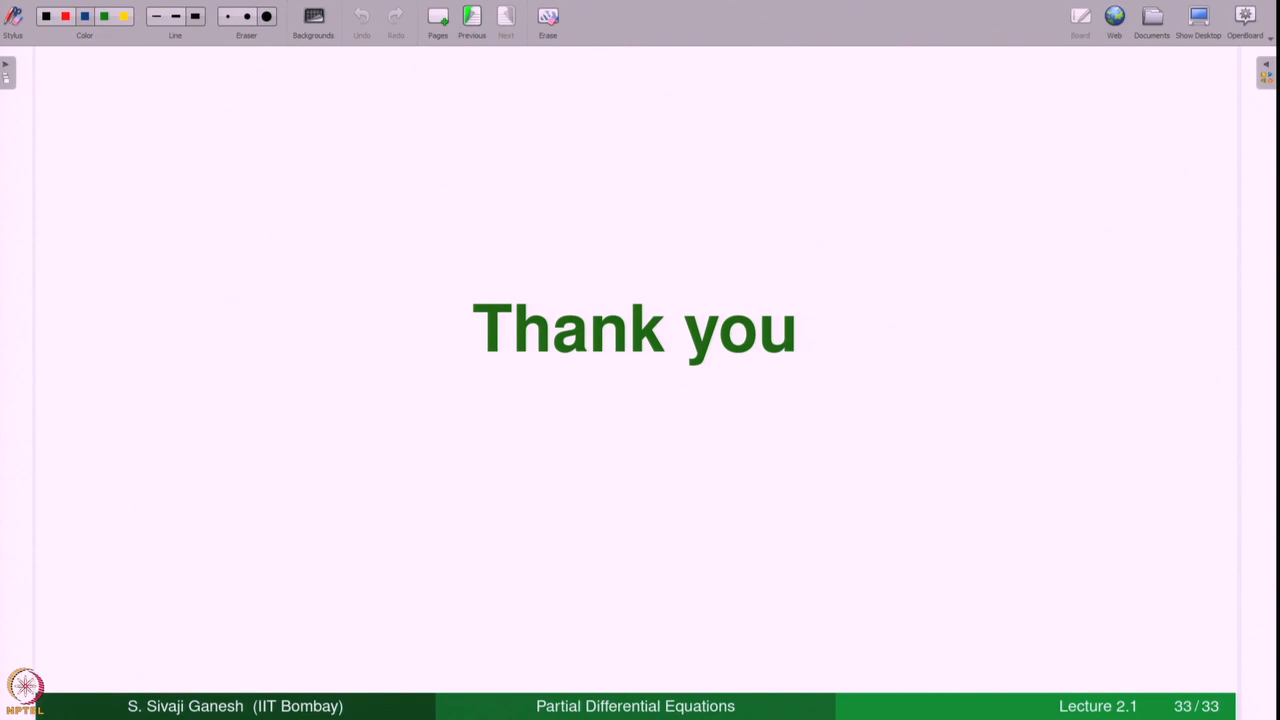 Stylus Color Line Eraser Backgrounds Undo Redo Pages Previous Next Erase Board Web Documents Show Desktop OpenBoard
Thank you
NPTEL
S. Sivaji Ganesh (IIT Bombay) Partial Differential Equations Lecture 2.1 33/33